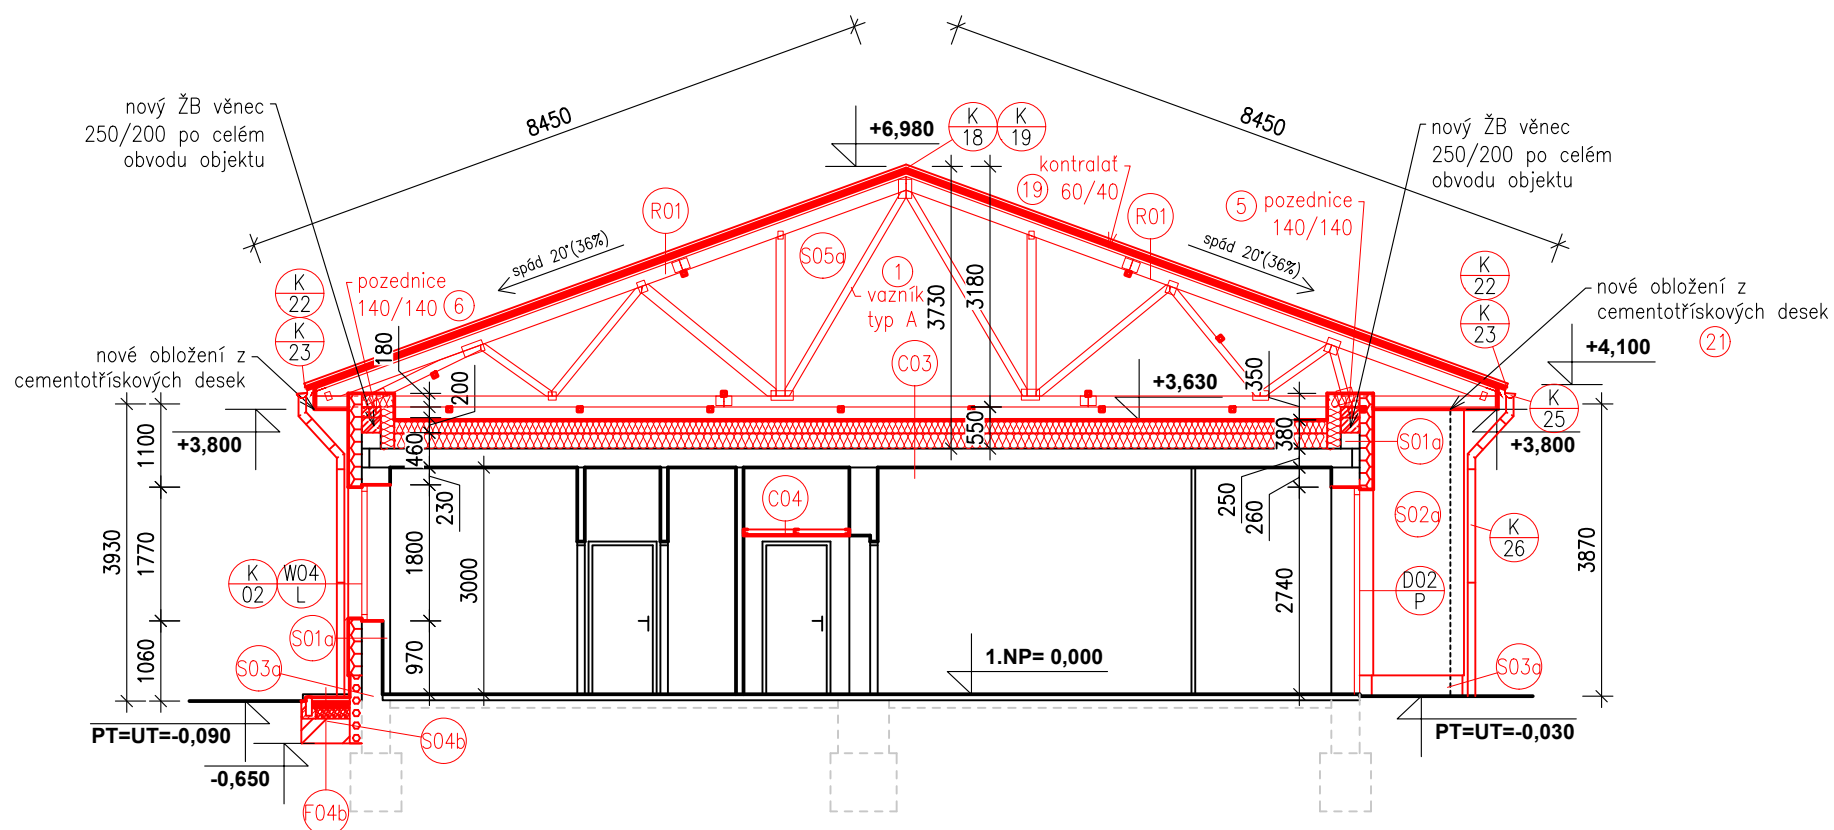 8450
8450
nový ŽB věnec
250/200 po celém
obvodu objektu
+6,980
K
18
K
19
nový ŽB věnec
250/200 po celém
obvodu objektu
kontralať
19
60/40
R01
R01
5
pozednice
140/140
spád 20°(36%)
spád 20°(36%)
S05a
1
vazník
typ A
3730
3180
K
22
K
23
pozednice
140/140
6
K
22
K
23
nové obložení z
cementotřískových desek
21
nové obložení z
cementotřískových desek
180
200
C03
+3,630
350
+4,100
K
25
+3,800
+3,800
1100
460
550
380
S01a
230
250
260
C04
S02a
K
26
3930
1770
1800
3000
2740
3870
K
02
W04
L
D02
P
S01a
1060
970
S03a
1.NP= 0,000
S03a
PT=UT=-0,090
S04b
PT=UT=-0,030
-0,650
F04b